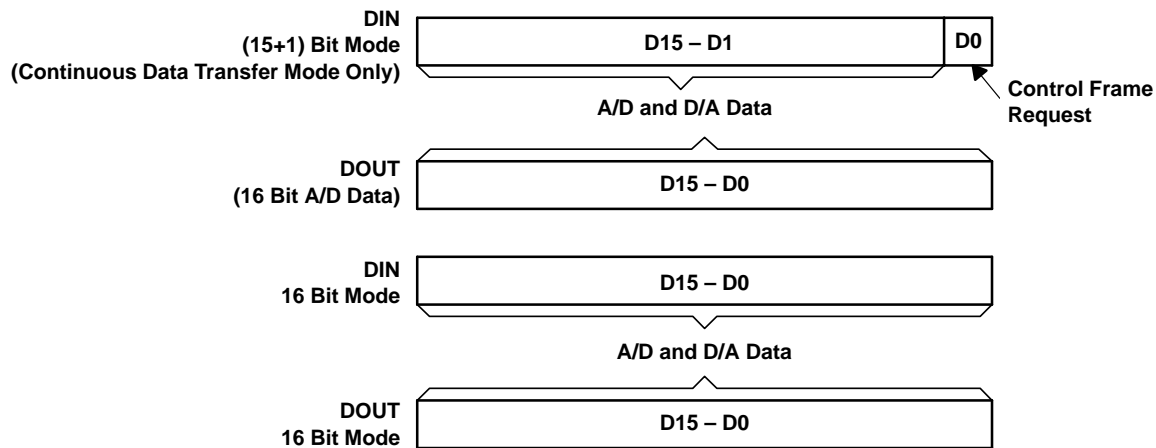 DIN
(15+1) Bit Mode
(Continuous Data Transfer Mode Only)
D15 – D1
D0
A/D and D/A Data
Control Frame
Request
DOUT
(16 Bit A/D Data)
D15 – D0
DIN
16 Bit Mode
D15 – D0
A/D and D/A Data
DOUT
16 Bit Mode
D15 – D0